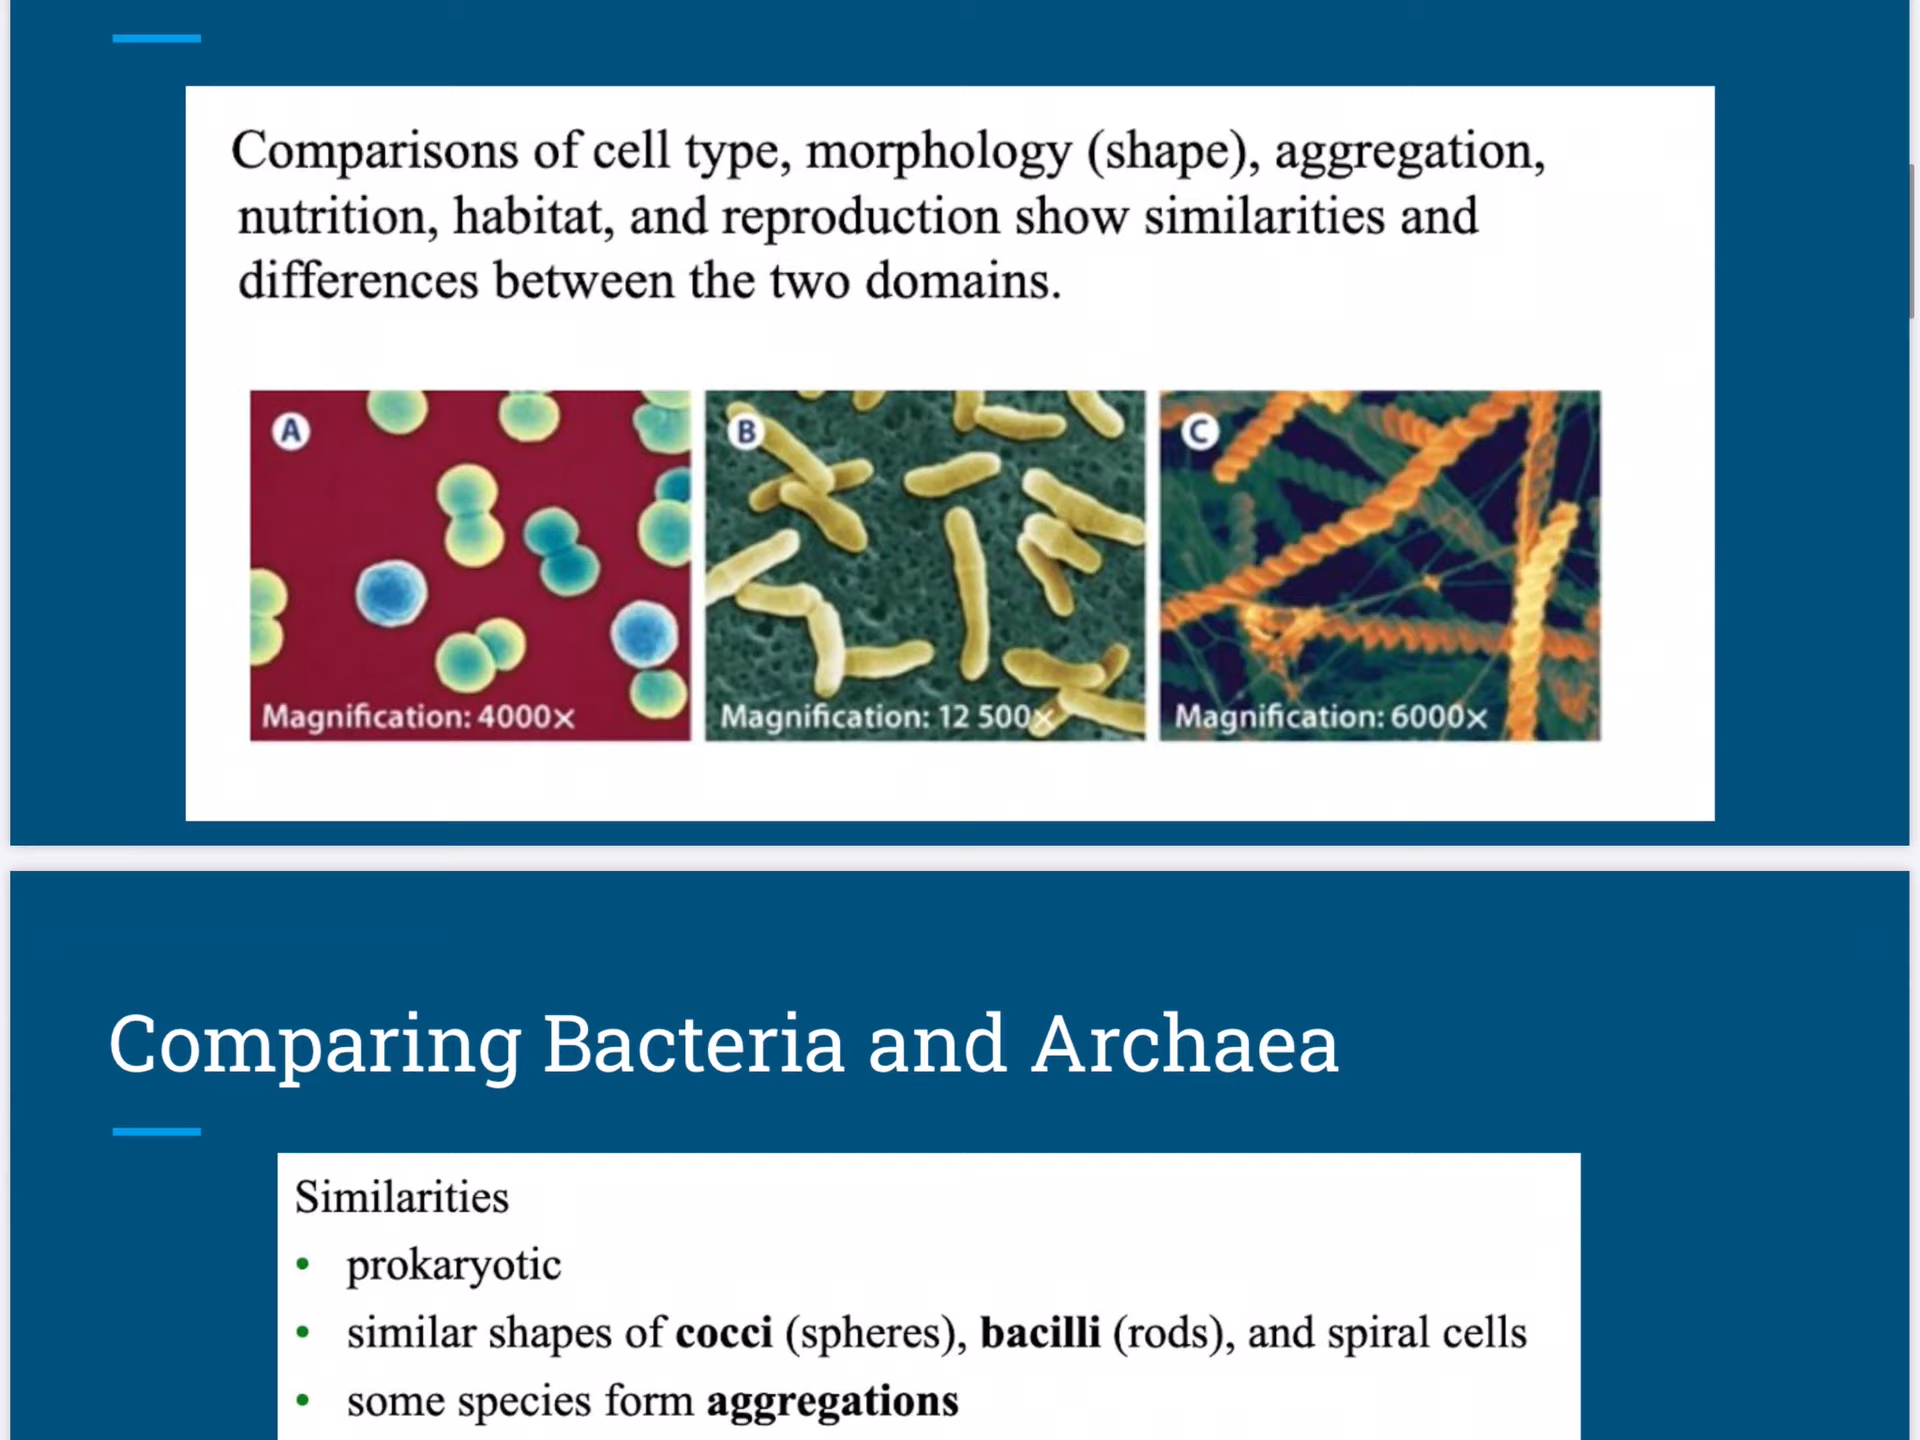 Comparisons of cell type, morphology (shape), aggregation,
nutrition, habitat, and reproduction show similarities and
differences between the two domains.
A
B
C
Magnification: 4000×
Magnification: 12 500×
Magnification: 6000×
Comparing Bacteria and Archaea
Similarities
• prokaryotic
• similar shapes of cocci (spheres), bacilli (rods), and spiral cells
• some species form aggregations